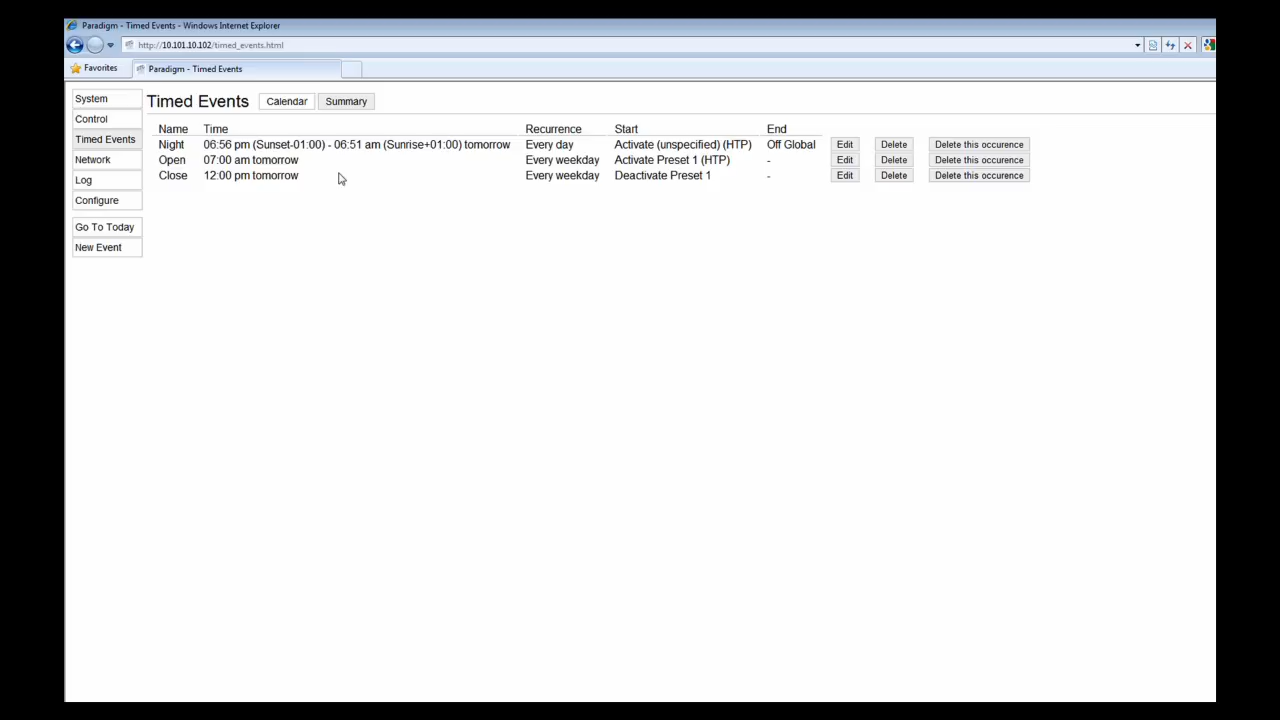 Paradigm - Timed Events - Windows Internet Explorer
http://10.101.10.102/timed_events.html
Favorites Paradigm - Timed Events
System
Control
Timed Events
Network
Log
Configure
Go To Today
New Event
Timed Events Calendar Summary
Name Time Recurrence Start End
Night 06:56 pm (Sunset-01:00) - 06:51 am (Sunrise+01:00) tomorrow Every day Activate (unspecified) (HTP) Off Global Edit Delete Delete this occurence
Open 07:00 am tomorrow Every weekday Activate Preset 1 (HTP) - Edit Delete Delete this occurence
Close 12:00 pm tomorrow Every weekday Deactivate Preset 1 - Edit Delete Delete this occurence